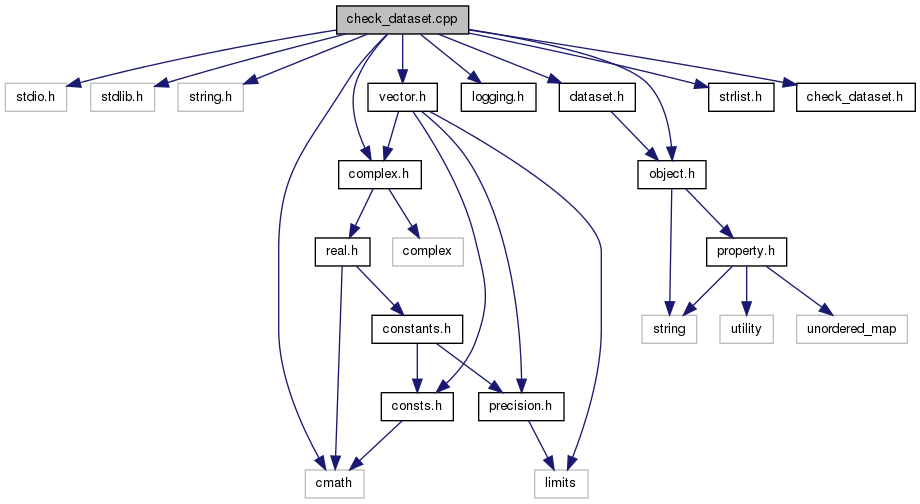 check_dataset.cpp
stdio.h
stdlib.h
string.h
vector.h
logging.h
dataset.h
strlist.h
check_dataset.h
complex.h
object.h
real.h
complex
property.h
constants.h
string
utility
unordered_map
consts.h
precision.h
cmath
limits